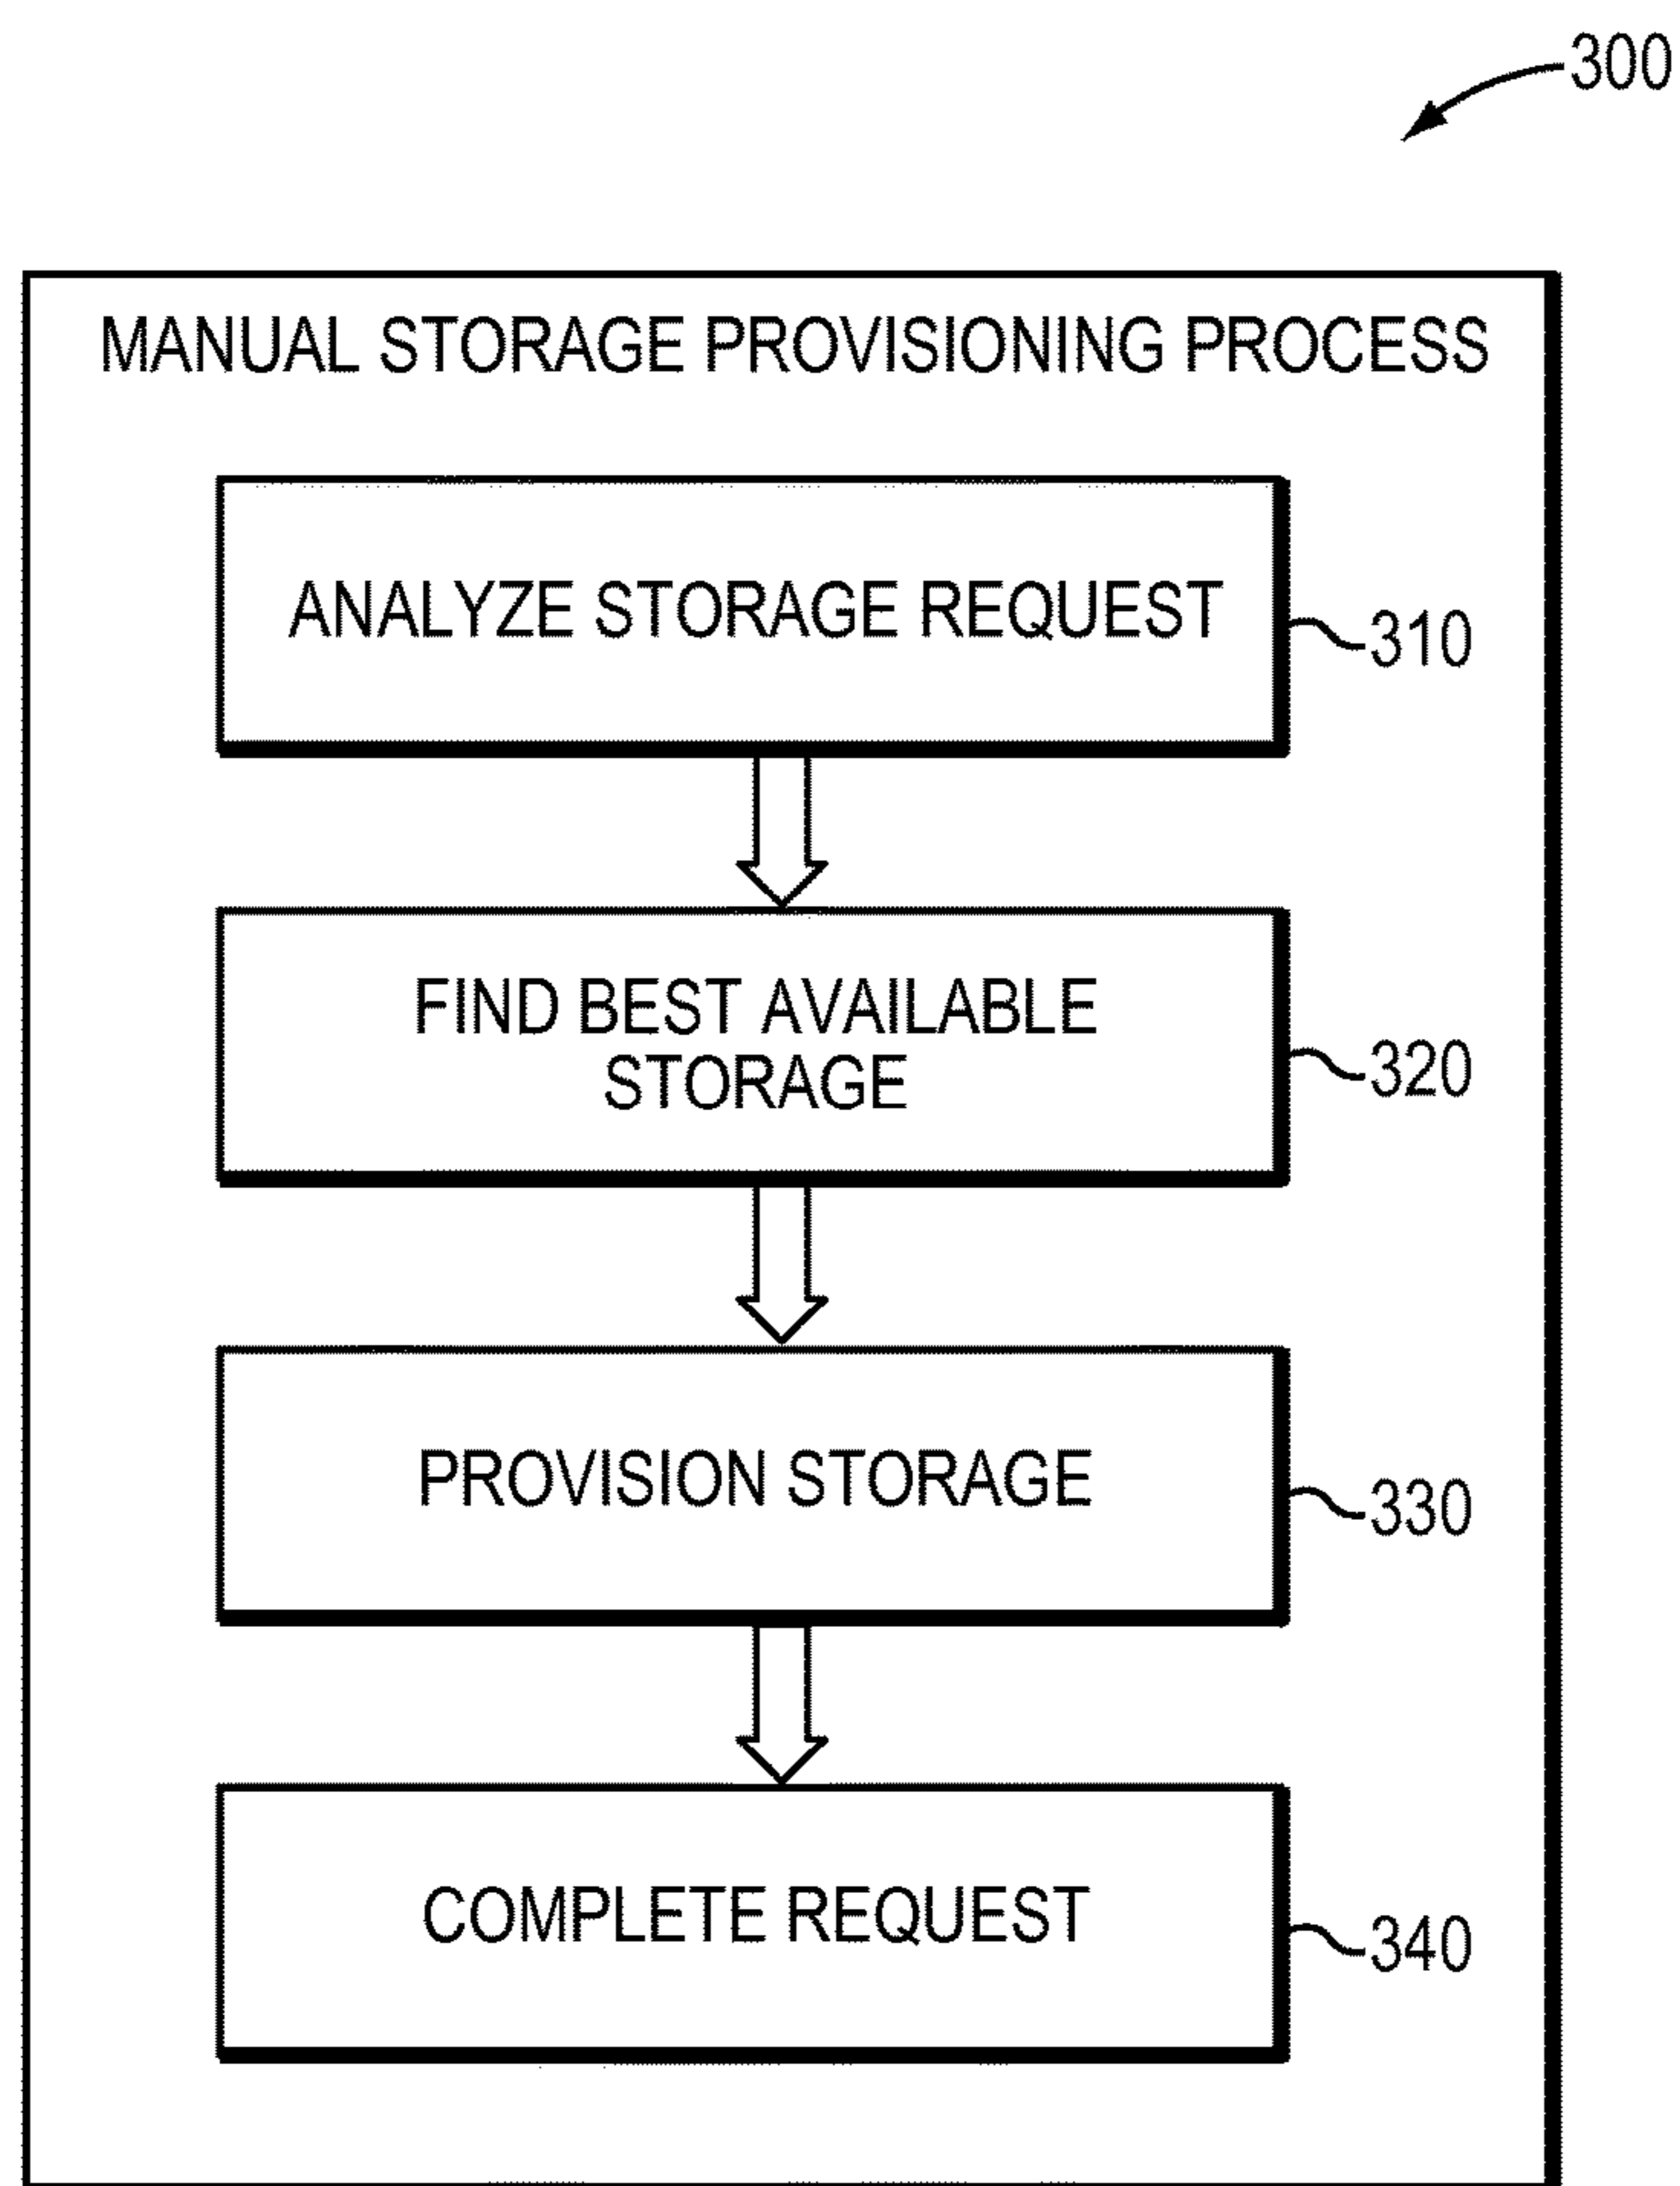 300
MANUAL STORAGE PROVISIONING PROCESS
ANALYZE STORAGE REQUEST
310
FIND BEST AVAILABLE
STORAGE
320
PROVISION STORAGE
330
COMPLETE REQUEST
340